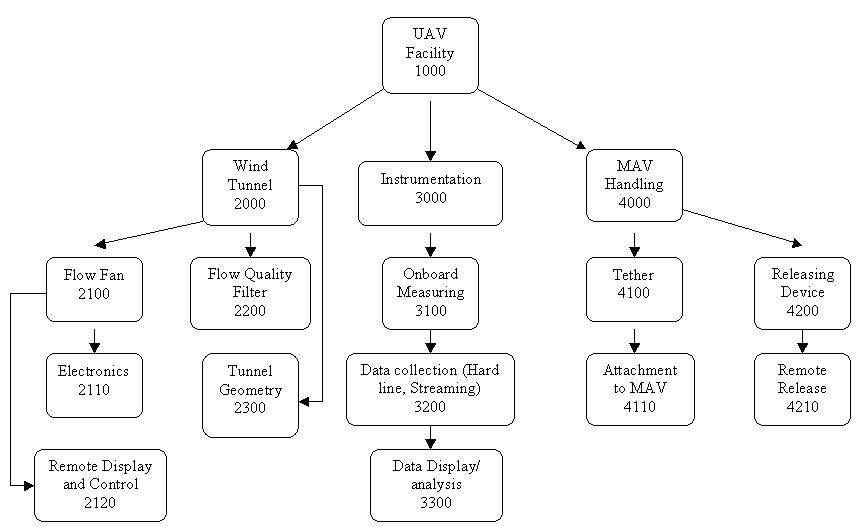 UAV
Facility
1000
Wind
Tunnel
2000
Instrumentation
3000
MAV
Handling
4000
Flow Fan
2100
Flow Quality
Filter
2200
Onboard
Measuring
3100
Tether
4100
Releasing
Device
4200
Electronics
2110
Tunnel
Geometry
2300
Data collection (Hard
line, Streaming)
3200
Attachment
to MAV
4110
Remote
Release
4210
Remote Display
and Control
2120
Data Display/
analysis
3300